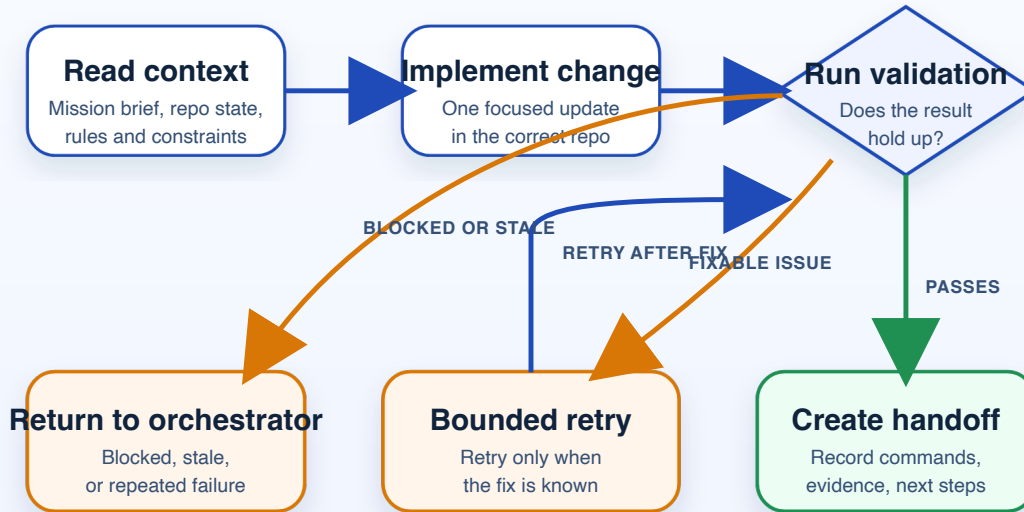 Read context
Mission brief, repo state,
rules and constraints
Implement change
One focused update
in the correct repo
Run validation
Does the result
hold up?
BLOCKED OR STALE
RETRY AFTER FIX
FIXABLE ISSUE
PASSES
Return to orchestrator
Blocked, stale,
or repeated failure
Bounded retry
Retry only when
the fix is known
Create handoff
Record commands,
evidence, next steps